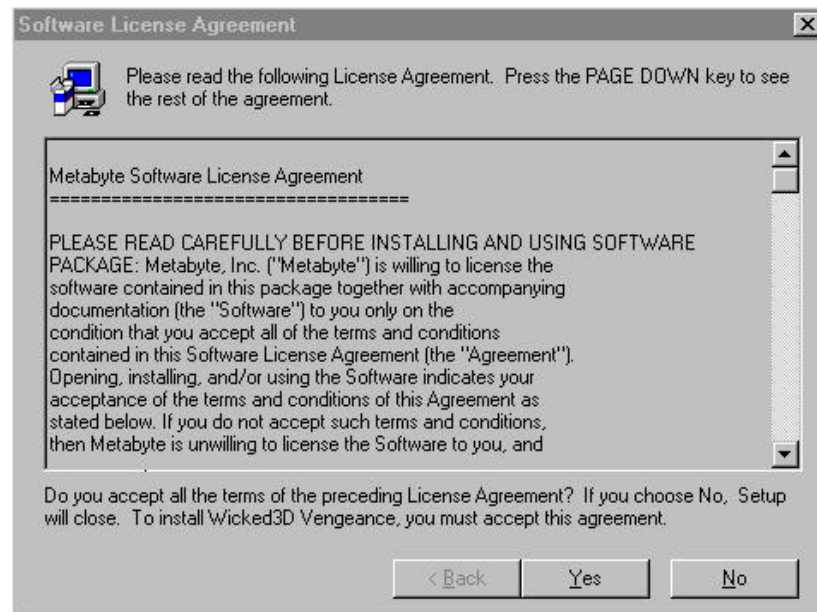 Software License Agreement
Please read the following License Agreement.  Press the PAGE DOWN key to see
the rest of the agreement.
Metabyte Software License Agreement
===================================
PLEASE READ CAREFULLY BEFORE INSTALLING AND USING SOFTWARE
PACKAGE: Metabyte, Inc. ("Metabyte") is willing to license the
software contained in this package together with accompanying
documentation (the "Software") to you only on the
condition that you accept all of the terms and conditions
contained in this Software License Agreement (the "Agreement").
Opening, installing, and/or using the Software indicates your
acceptance of the terms and conditions of this Agreement as
stated below. If you do not accept such terms and conditions,
then Metabyte is unwilling to license the Software to you, and
Do you accept all the terms of the preceding License Agreement?  If you choose No,  Setup
will close.  To install Wicked3D Vengeance, you must accept this agreement.
< Back Yes No